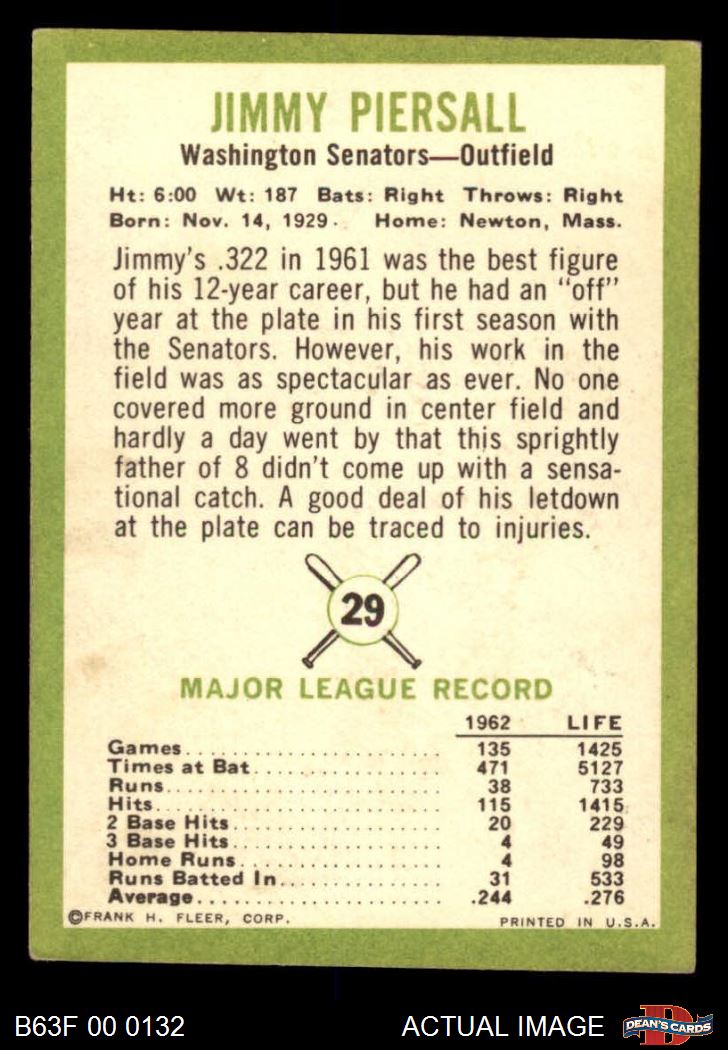 JIMMY PIERSALL
Washington Senators—Outfield
Ht: 6:00 Wt: 187 Bats: Right Throws: Right
Born: Nov. 14, 1929. Home: Newton, Mass.
Jimmy's .322 in 1961 was the best figure
of his 12-year career, but he had an "off"
year at the plate in his first season with
the Senators. However, his work in the
field was as spectacular as ever. No one
covered more ground in center field and
hardly a day went by that this sprightly
father of 8 didn't come up with a sensa-
tional catch. A good deal of his letdown
at the plate can be traced to injuries.
29
MAJOR LEAGUE RECORD
1962 LIFE
Games 135 1425
Times at Bat 471 5127
Runs 38 733
Hits 115 1415
2 Base Hits 20 229
3 Base Hits 4 49
Home Runs 4 98
Runs Batted In 31 533
Average .244 .276
©FRANK H. FLEER, CORP. PRINTED IN U.S.A.
B63F 00 0132 ACTUAL IMAGE D DEAN'S CARDS